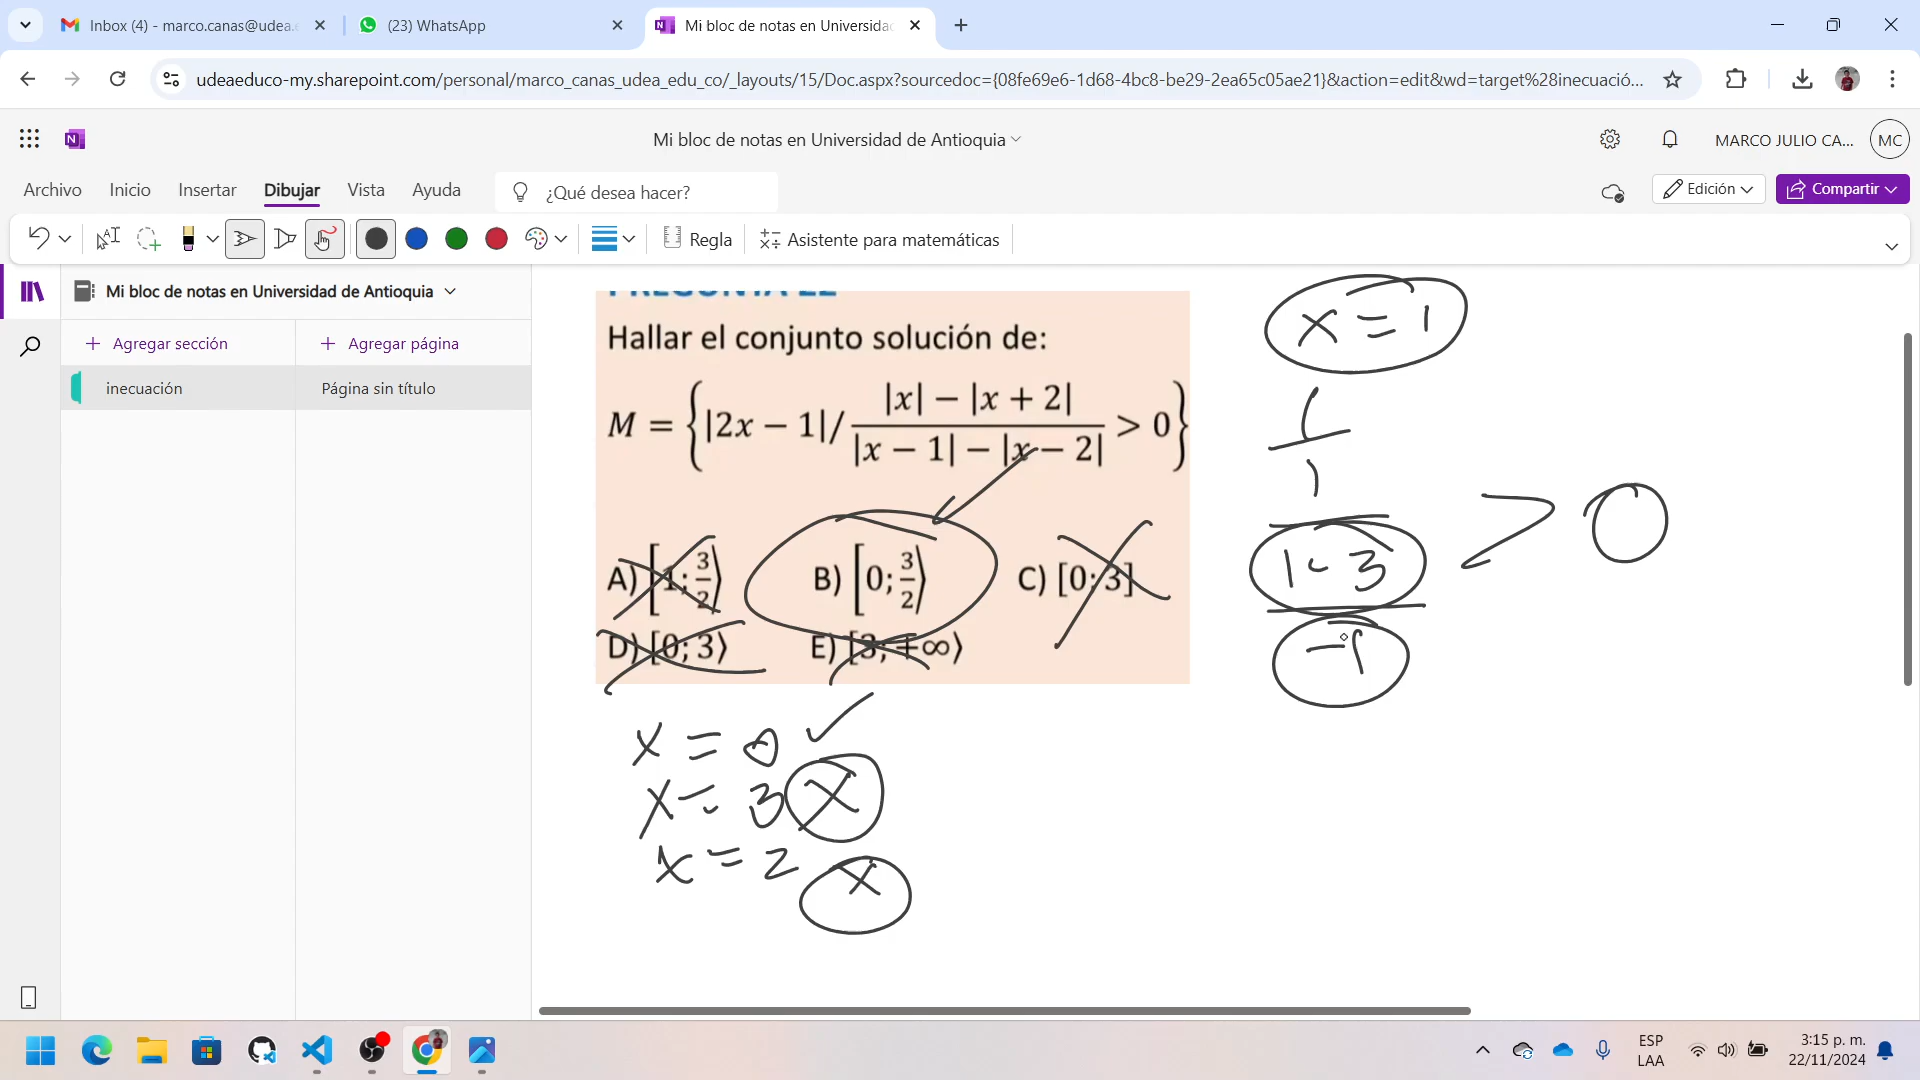 Inbox (4) - marco.canas@udea.e
(23) WhatsApp
Mi bloc de notas en Universidad
udeaeduco-my.sharepoint.com/personal/marco_canas_udea_edu_co/_layouts/15/Doc.aspx?sourcedoc={08fe69e6-1d68-4bc8-be29-2ea65c05ae21}&action=edit&wd=target%28inecuació...
Mi bloc de notas en Universidad de Antioquia
MARCO JULIO CA... MC
Archivo Inicio Insertar Dibujar Vista Ayuda ¿Qué desea hacer? Edición Compartir
Regla Asistente para matemáticas
Mi bloc de notas en Universidad de Antioquia
Agregar sección Agregar página
inecuación Página sin título
PREGUNTA 22
Hallar el conjunto solución de:
M = { |2x − 1| / (|x| − |x + 2|)/(|x − 1| − |x − 2|) > 0 }
A) [1; 3/2⟩ B) [0; 3/2⟩ C) [0; 3]
D) [0; 3⟩ E) [3; +∞⟩
x = 0 ✓
x = 3 X
x = 2 X
x = 1
1
1
1 - 3 > 0
-1
ESP
LAA
3:15 p. m.
22/11/2024